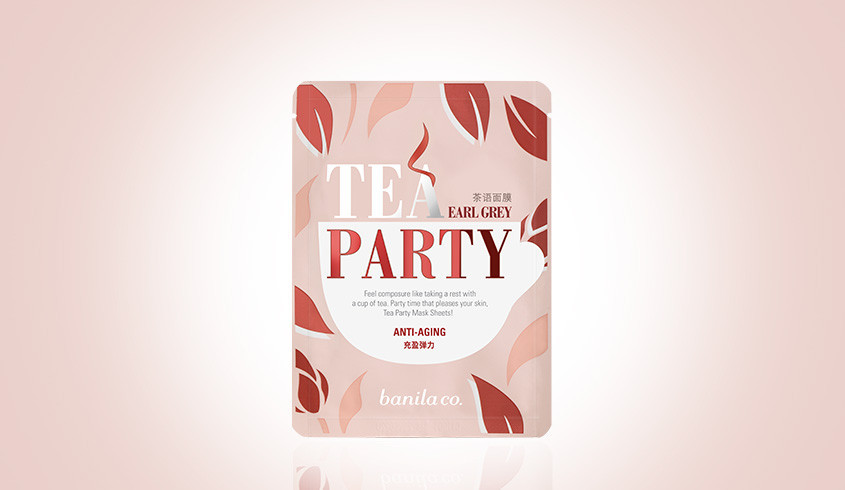 TEA
茶语面膜
EARL GREY
PARTY
Feel composure like taking a rest with
a cup of tea. Party time that pleases your skin,
Tea Party Mask Sheets!
ANTI-AGING
充盈弹力
banila co.